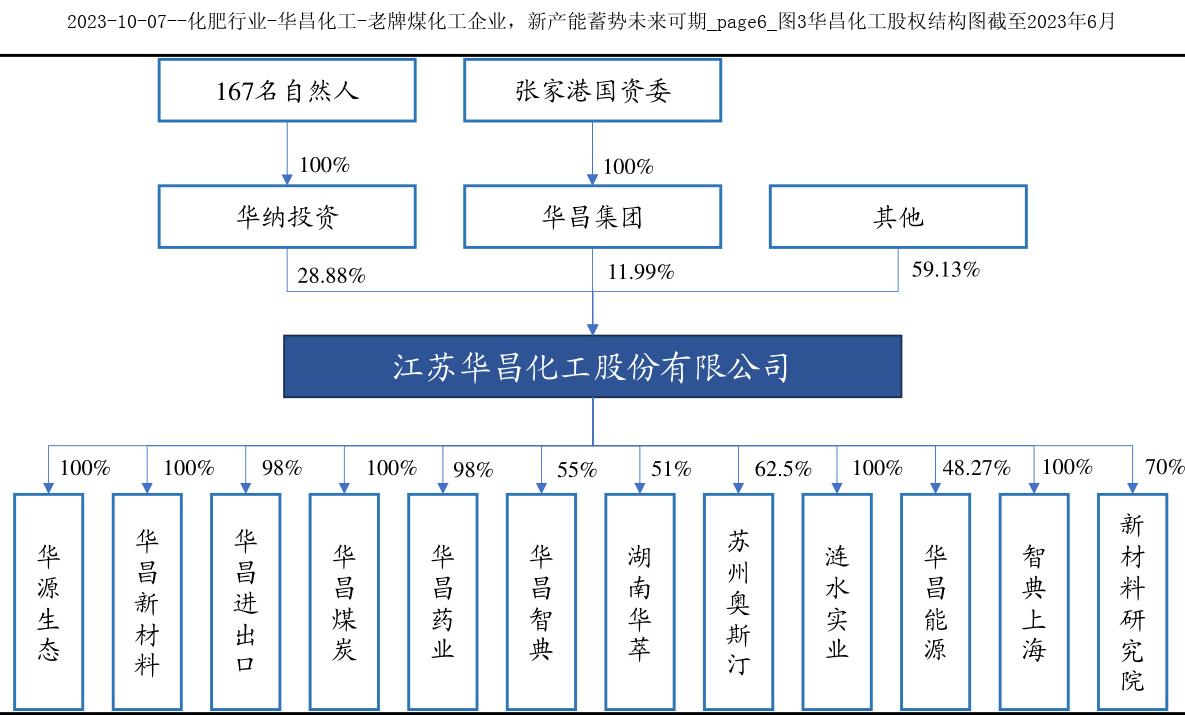 2023-10-07--化肥行业-华昌化工-老牌煤化工企业，新产能蓄势未来可期_page6_图3华昌化工股权结构图截至2023年6月
167名自然人
张家港国资委
100%
100%
华纳投资
华昌集团
其他
28.88%
11.99%
59.13%
江苏华昌化工股份有限公司
100%
100%
98%
100%
98%
55%
51%
62.5%
100%
48.27%
100%
70%
华源生态
华昌新材料
华昌进出口
华昌煤炭
华昌药业
华昌智典
湖南华萃
苏州奥斯汀
涟水实业
华昌能源
智典上海
新材料研究院